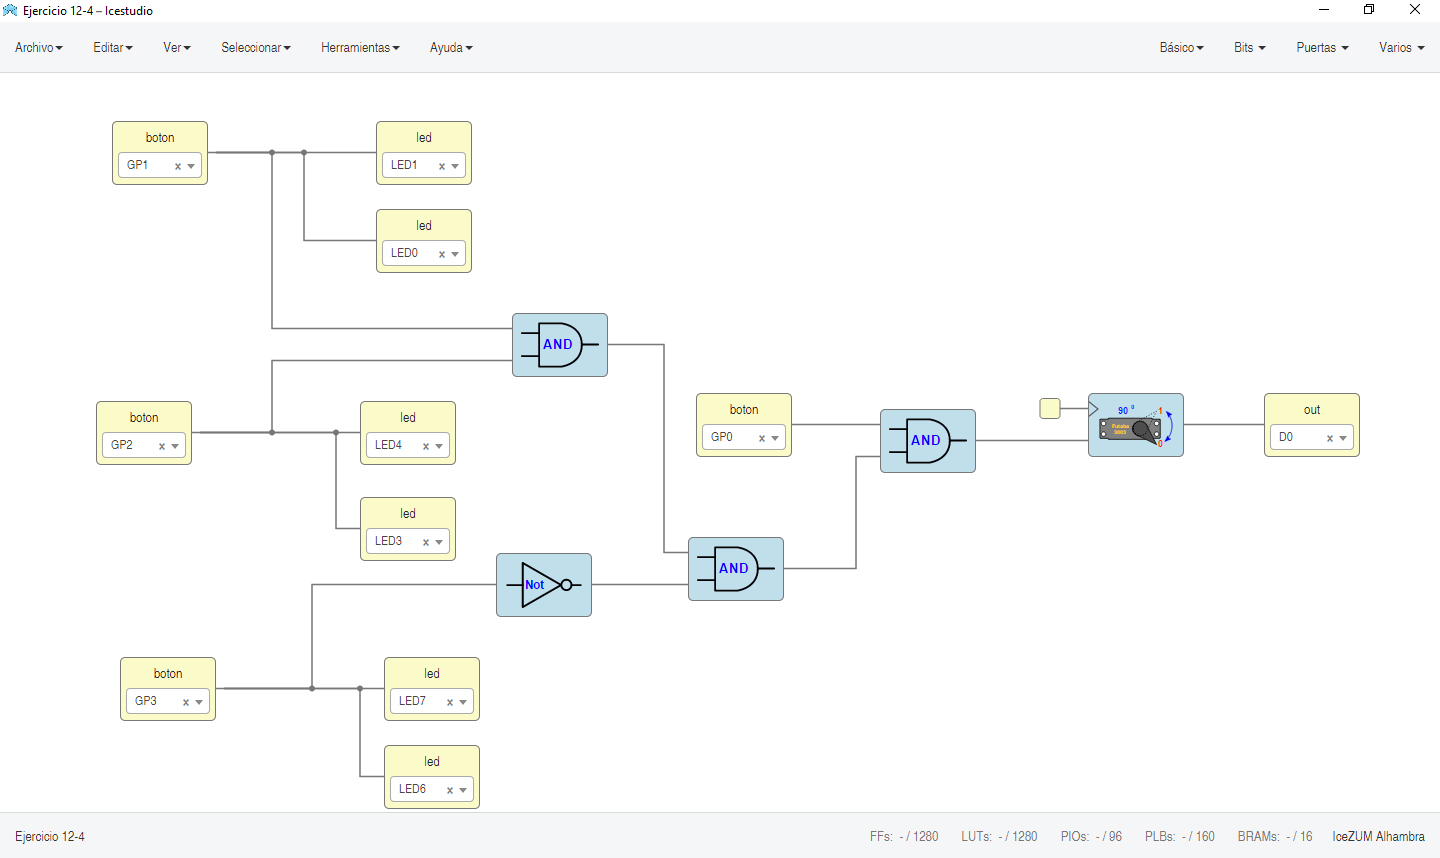 Ejercicio 12-4 – Icestudio
Archivo Editar Ver Seleccionar Herramientas Ayuda Básico Bits Puertas Varios
boton
GP1 x
led
LED1 x
led
LED0 x
AND
boton
GP2 x
led
LED4 x
led
LED3 x
boton
GP0 x
AND
90 º
1
Futaba
3003
0
out
D0 x
Not
AND
boton
GP3 x
led
LED7 x
led
LED6 x
Ejercicio 12-4 FFs: - / 1280 LUTs: - / 1280 PIOs: - / 96 PLBs: - / 160 BRAMs: - / 16 IceZUM Alhambra